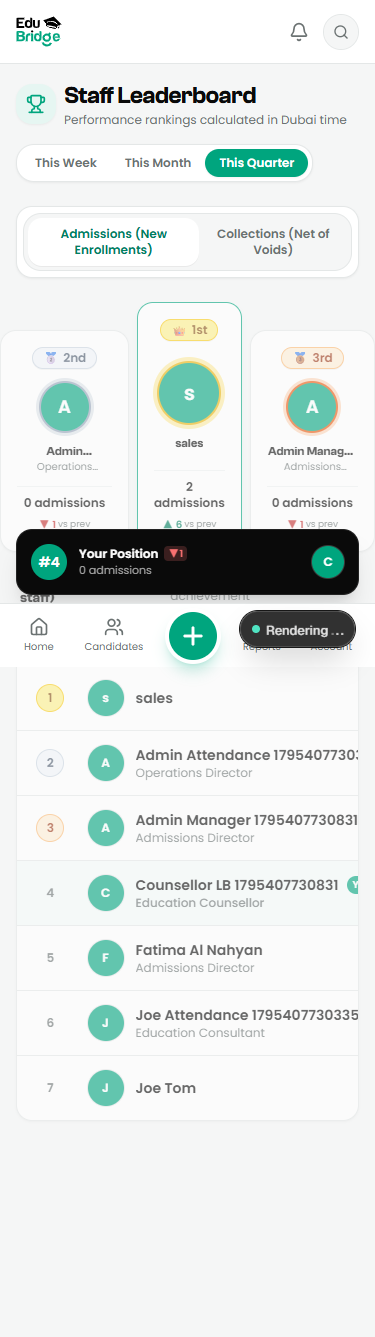 Edu
Bridge
Staff Leaderboard
Performance rankings calculated in Dubai time
This Week
This Month
This Quarter
Admissions (New
Enrollments)
Collections (Net of
Voids)
2nd
A
Admin...
Operations...
0 admissions
▼ 1 vs prev
1st
s
sales
2
admissions
▲ 6 vs prev
3rd
A
Admin Manag...
Admissions...
0 admissions
▼ 1 vs prev
#4
Your Position
▼1
0 admissions
C
staff)
achievement
Home
Candidates
Reports
Account
Rendering ...
1
s
sales
2
A
Admin Attendance 1795407730
Operations Director
3
A
Admin Manager 1795407730831
Admissions Director
4
C
Counsellor LB 1795407730831
Y
Education Counsellor
5
F
Fatima Al Nahyan
Admissions Director
6
J
Joe Attendance 1795407730335
Education Consultant
7
J
Joe Tom